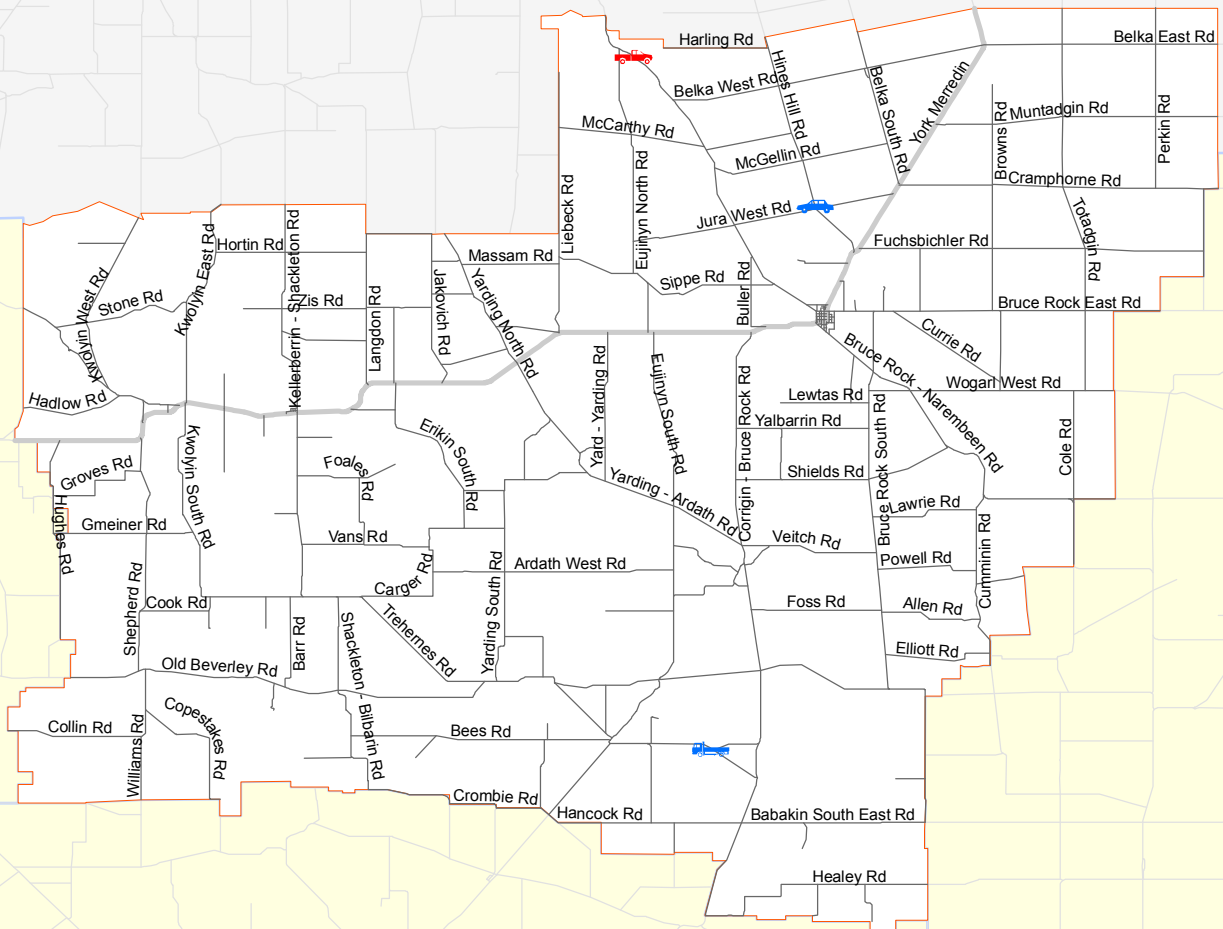 Harling Rd
Belka East Rd
Belka West Rd
Hines Hill Rd
Belka South Rd
York Merredin
Browns Rd
Muntadgin Rd
Perkin Rd
McCarthy Rd
McGellin Rd
Cramphorne Rd
Liebeck Rd
Eujinyn North Rd
Jura West Rd
Totadgin Rd
Fuchsbichler Rd
Hortin Rd
Kellerberrin - Shackleton Rd
Kwolyin East Rd
Massam Rd
Yarding North Rd
Jakovich Rd
Sippe Rd
Buller Rd
Kwolyin West Rd
Stone Rd
Zis Rd
Langdon Rd
Bruce Rock East Rd
Currie Rd
Bruce Rock - Narembeen Rd
Wogarl West Rd
Hadlow Rd
Yard - Yarding Rd
Eujinyn South Rd
Corrigin - Bruce Rock Rd
Lewtas Rd
Yalbarrin Rd
Bruce Rock South Rd
Cole Rd
Kwolyin South Rd
Erikin South Rd
Groves Rd
Foales Rd
Shields Rd
Yarding - Ardath Rd
Lawrie Rd
Hughes Rd
Gmeiner Rd
Vans Rd
Veitch Rd
Cumminin Rd
Powell Rd
Shepherd Rd
Carger Rd
Yarding South Rd
Ardath West Rd
Cook Rd
Foss Rd
Allen Rd
Barr Rd
Shackleton - Bilbarin Rd
Trehernes Rd
Elliott Rd
Old Beverley Rd
Collin Rd
Williams Rd
Copestakes Rd
Bees Rd
Crombie Rd
Hancock Rd
Babakin South East Rd
Healey Rd